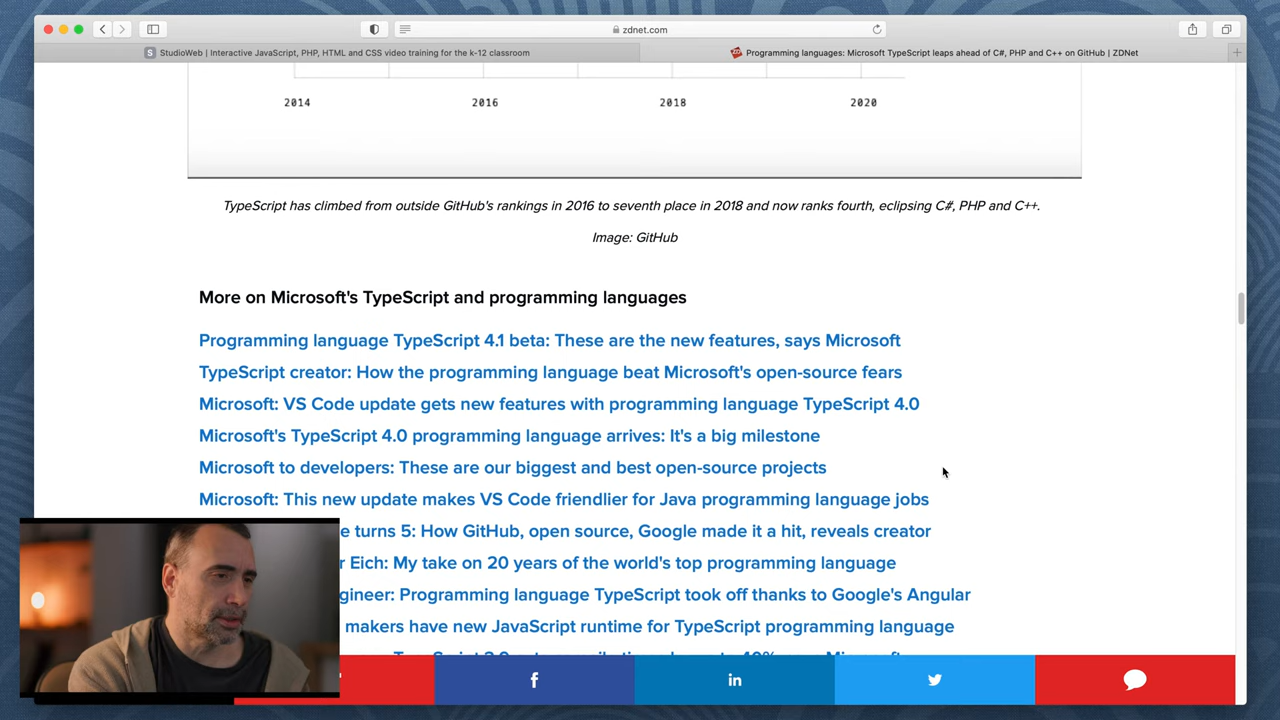 zdnet.com
S StudioWeb | Interactive JavaScript, PHP, HTML and CSS video training for the k-12 classroom
Programming languages: Microsoft TypeScript leaps ahead of C#, PHP and C++ on GitHub | ZDNet
2014 2016 2018 2020
TypeScript has climbed from outside GitHub's rankings in 2016 to seventh place in 2018 and now ranks fourth, eclipsing C#, PHP and C++.
Image: GitHub
More on Microsoft's TypeScript and programming languages
Programming language TypeScript 4.1 beta: These are the new features, says Microsoft
TypeScript creator: How the programming language beat Microsoft's open-source fears
Microsoft: VS Code update gets new features with programming language TypeScript 4.0
Microsoft's TypeScript 4.0 programming language arrives: It's a big milestone
Microsoft to developers: These are our biggest and best open-source projects
Microsoft: This new update makes VS Code friendlier for Java programming language jobs
e turns 5: How GitHub, open source, Google made it a hit, reveals creator
r Eich: My take on 20 years of the world's top programming language
gineer: Programming language TypeScript took off thanks to Google's Angular
makers have new JavaScript runtime for TypeScript programming language
f
in